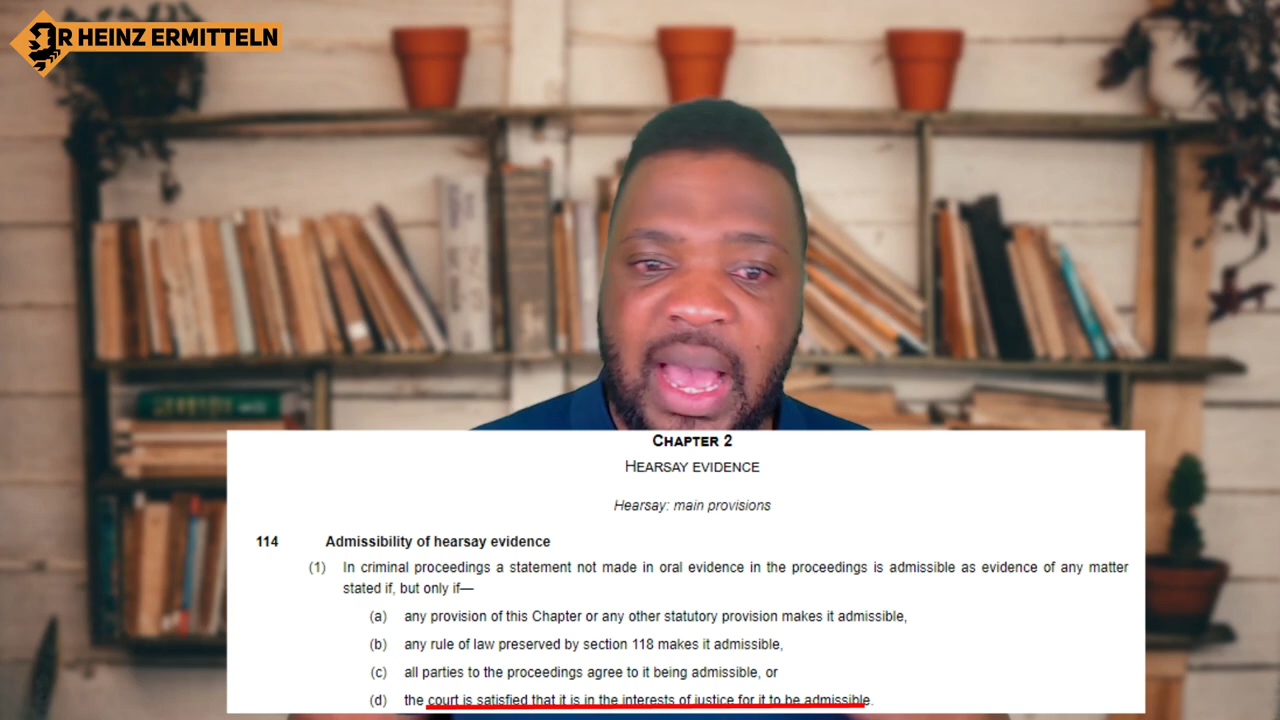 R HEINZ ERMITTELN
CHAPTER 2
HEARSAY EVIDENCE
Hearsay: main provisions
114 Admissibility of hearsay evidence
(1) In criminal proceedings a statement not made in oral evidence in the proceedings is admissible as evidence of any matter
stated if, but only if—
(a) any provision of this Chapter or any other statutory provision makes it admissible,
(b) any rule of law preserved by section 118 makes it admissible,
(c) all parties to the proceedings agree to it being admissible, or
(d) the court is satisfied that it is in the interests of justice for it to be admissible.